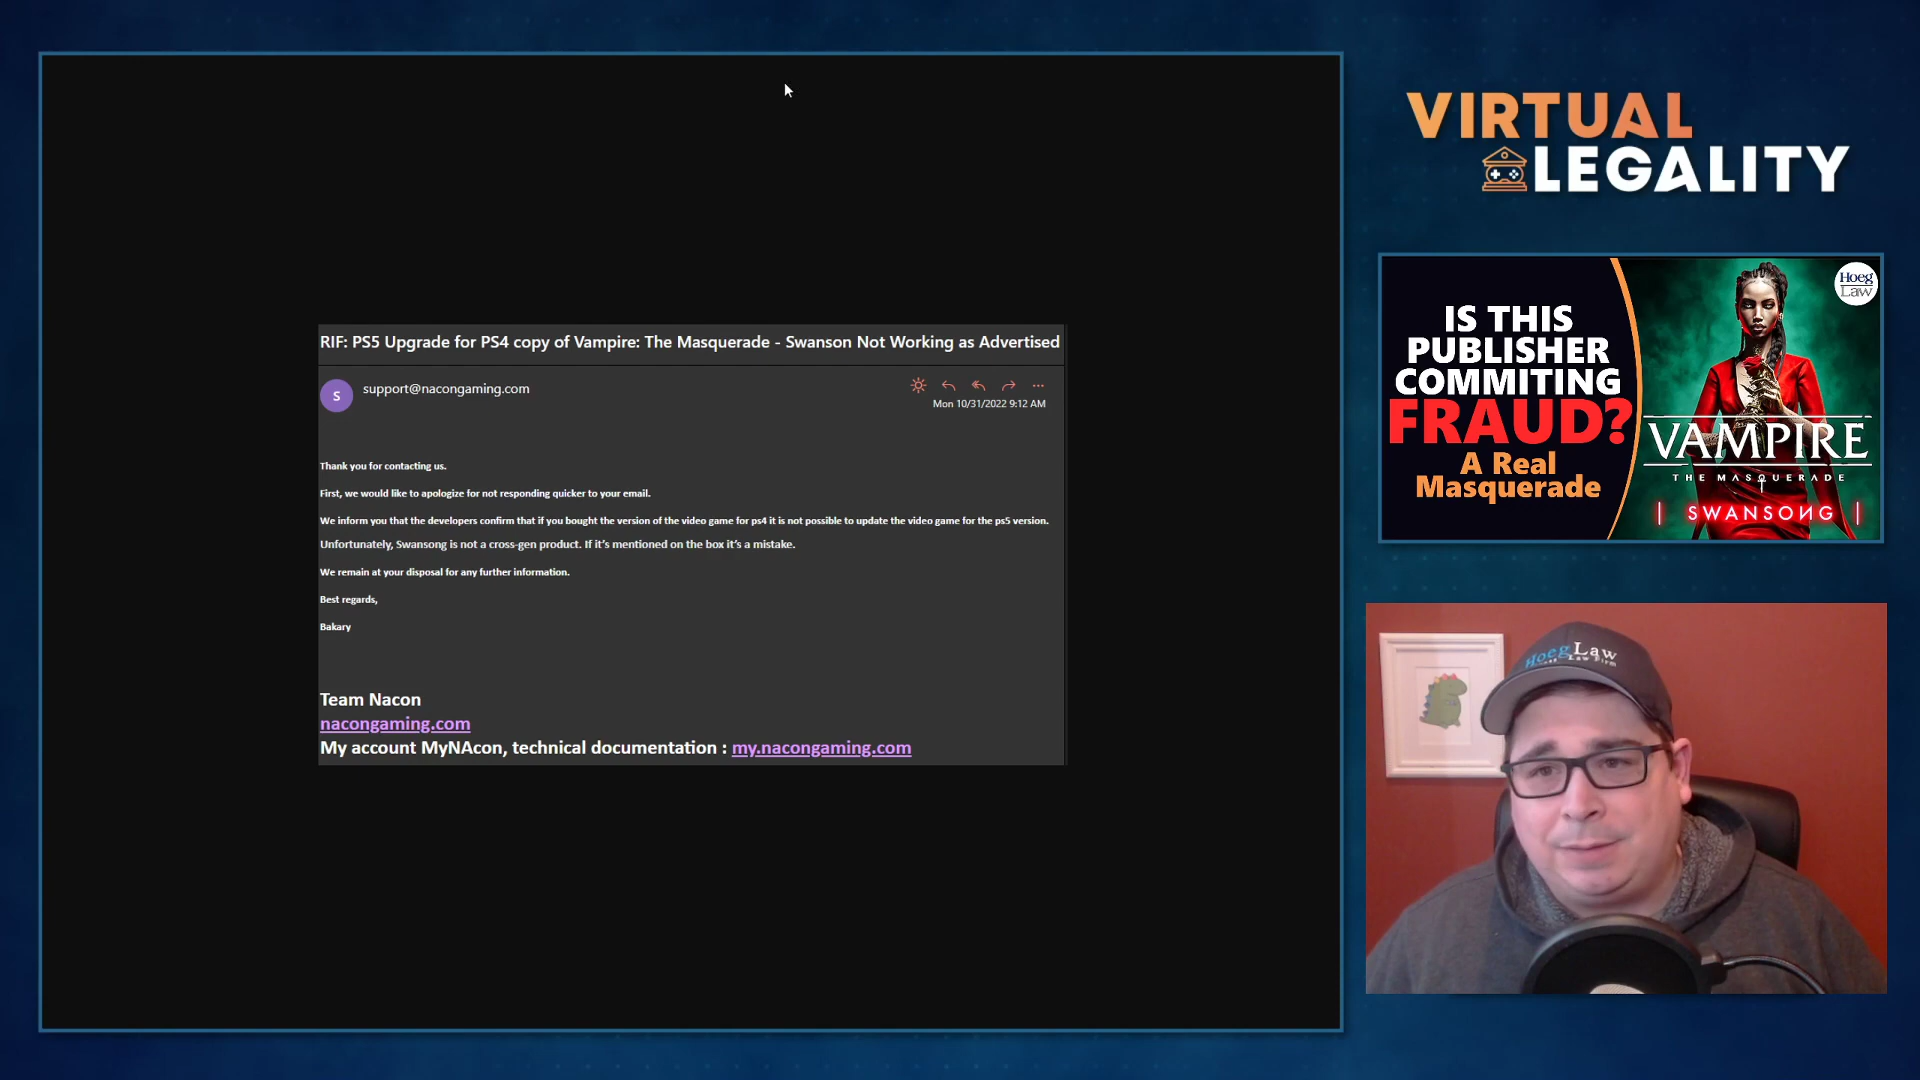 RIF: PS5 Upgrade for PS4 copy of Vampire: The Masquerade - Swanson Not Working as Advertised
S
support@nacongaming.com
Mon 10/31/2022 9:12 AM
Thank you for contacting us.
First, we would like to apologize for not responding quicker to your email.
We inform you that the developers confirm that if you bought the version of the video game for ps4 it is not possible to update the video game for the ps5 version.
Unfortunately, Swansong is not a cross-gen product. If it’s mentioned on the box it’s a mistake.
We remain at your disposal for any further information.
Best regards,
Bakary
Team Nacon
nacongaming.com
My account MyNAcon, technical documentation : my.nacongaming.com
VIRTUAL
LEGALITY
IS THIS
PUBLISHER
COMMITING
FRAUD?
A Real
Masquerade
Hoeg
Law
VAMPIRE
THE MASQUERADE
| SWANSONG |
HoegLaw
Law Firm